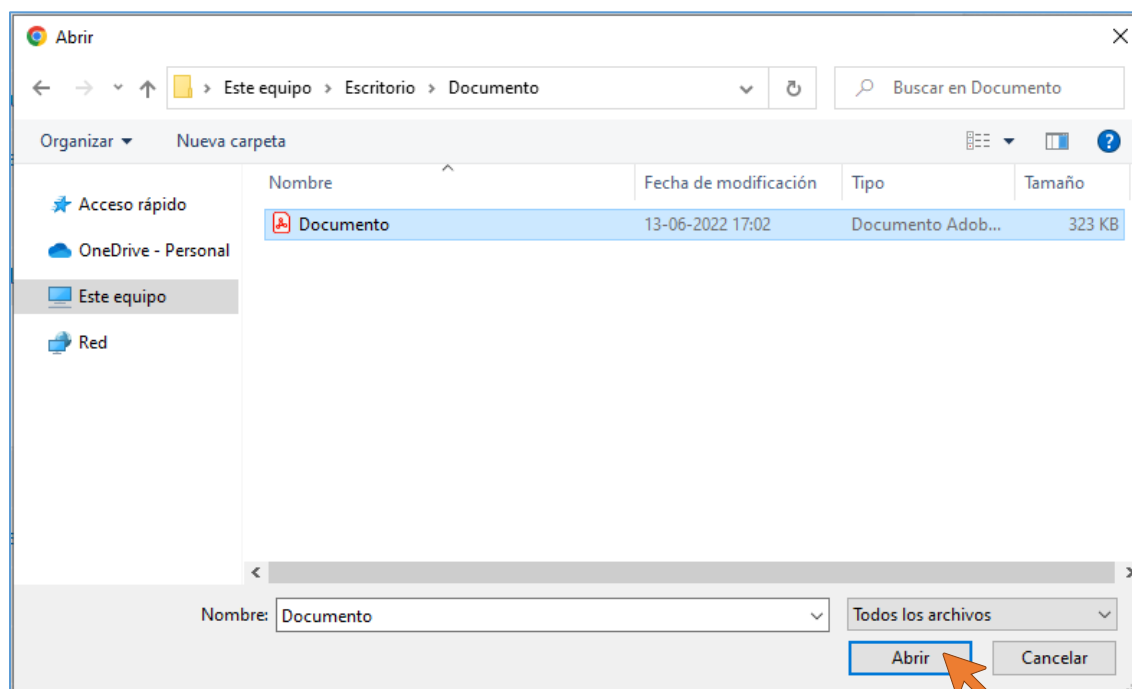 Abrir
Este equipo > Escritorio > Documento
Buscar en Documento
Organizar
Nueva carpeta
Nombre
Fecha de modificación
Tipo
Tamaño
Acceso rápido
OneDrive - Personal
Este equipo
Red
Documento
13-06-2022 17:02
Documento Adob...
323 KB
Nombre: Documento
Todos los archivos
Abrir
Cancelar